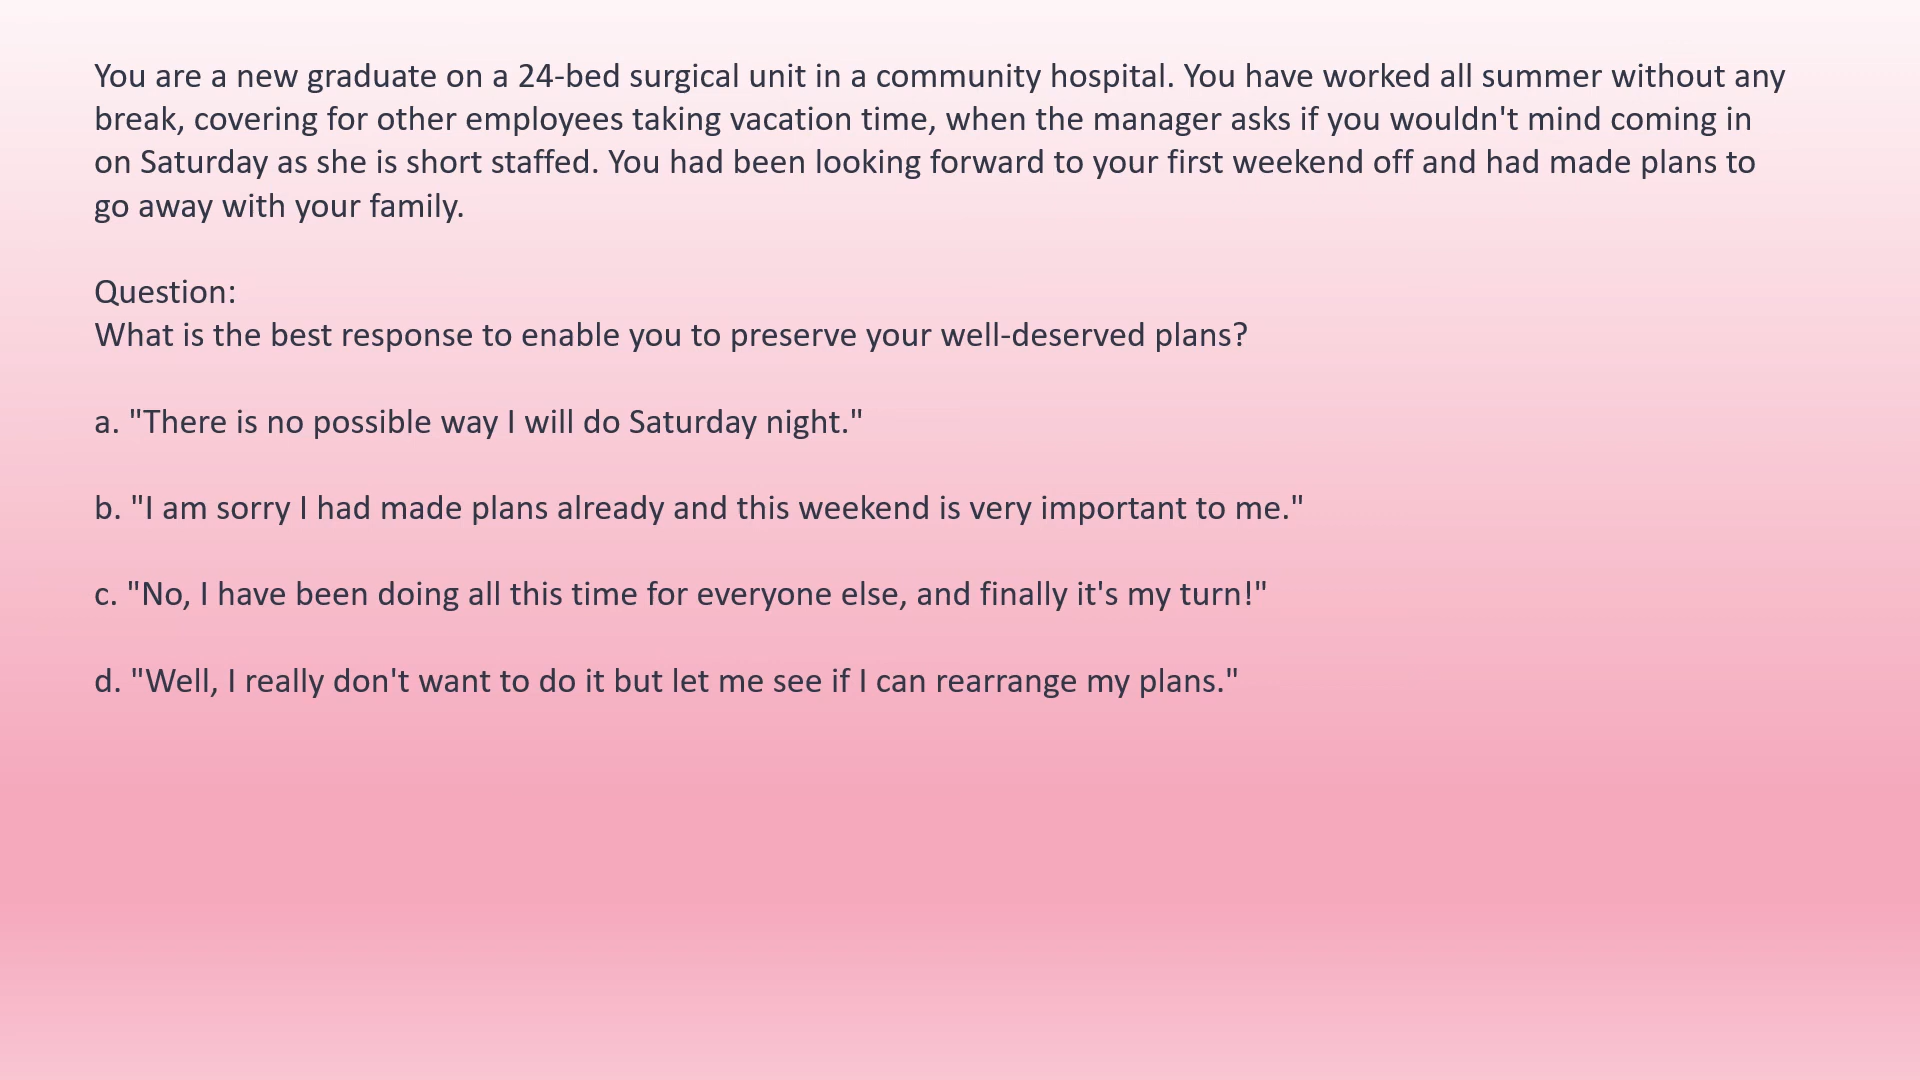 You are a new graduate on a 24-bed surgical unit in a community hospital. You have worked all summer without any
break, covering for other employees taking vacation time, when the manager asks if you wouldn't mind coming in
on Saturday as she is short staffed. You had been looking forward to your first weekend off and had made plans to
go away with your family.
Question:
What is the best response to enable you to preserve your well-deserved plans?
a. "There is no possible way I will do Saturday night."
b. "I am sorry I had made plans already and this weekend is very important to me."
c. "No, I have been doing all this time for everyone else, and finally it's my turn!"
d. "Well, I really don't want to do it but let me see if I can rearrange my plans."